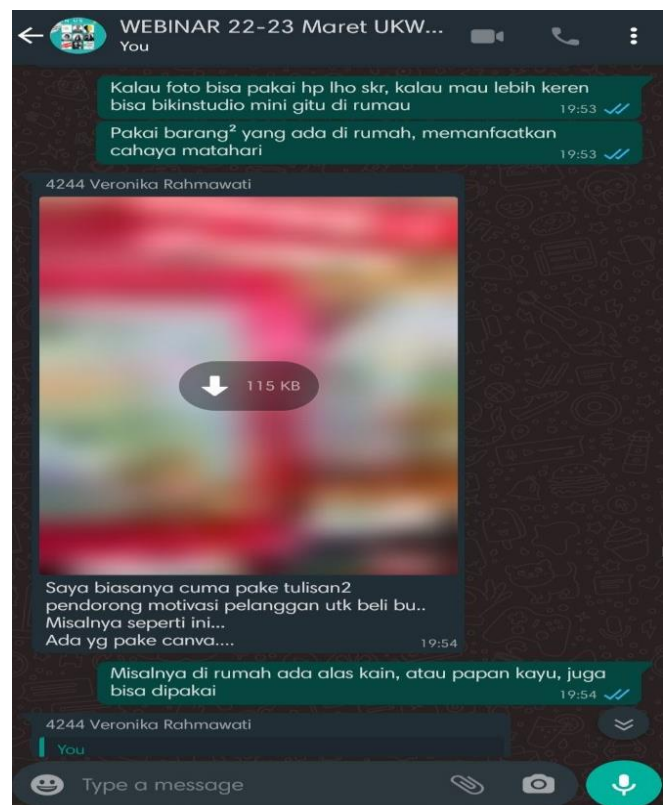 WEBINAR 22-23 Maret UKW...
You
Kalau foto bisa pakai hp lho skr, kalau mau lebih keren
bisa bikinstudio mini gitu di rumau
19:53
Pakai barang² yang ada di rumah, memanfaatkan
cahaya matahari
19:53
4244 Veronika Rahmawati
115 KB
Saya biasanya cuma pake tulisan2
pendorong motivasi pelanggan utk beli bu..
Misalnya seperti ini...
Ada yg pake canva....
19:54
Misalnya di rumah ada alas kain, atau papan kayu, juga
bisa dipakai
19:54
4244 Veronika Rahmawati
You
Type a message